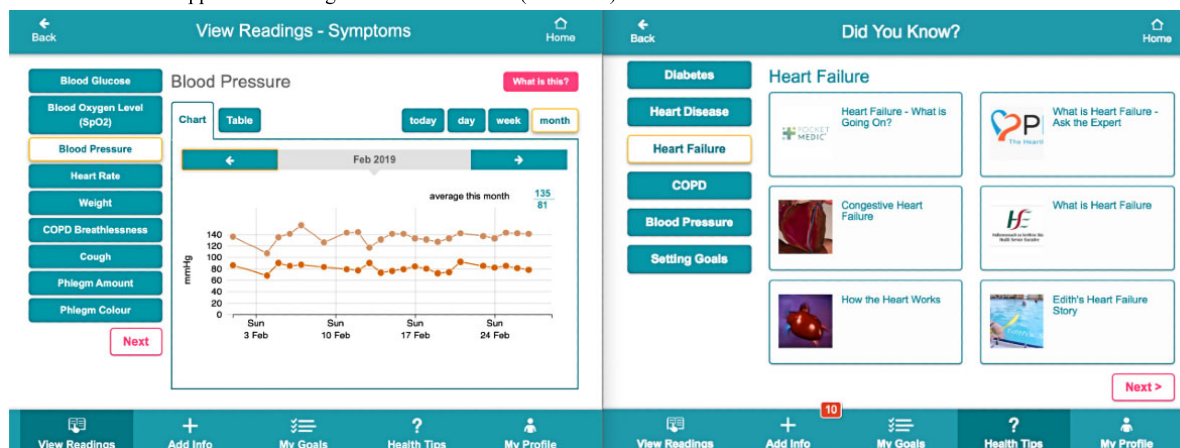 Back
View Readings - Symptoms
Home
Blood Glucose
Blood Oxygen Level
(SpO2)
Blood Pressure
Heart Rate
Weight
COPD Breathlessness
Cough
Phlegm Amount
Phlegm Colour
Next
Blood Pressure
What is this?
Chart
Table
today
day
week
month
Feb 2019
average this month
135
81
mmHg
140
120
100
80
60
40
20
0
Sun
3 Feb
Sun
10 Feb
Sun
17 Feb
Sun
24 Feb
View Readings
Add Info
My Goals
Health Tips
My Profile
Back
Did You Know?
Home
Diabetes
Heart Disease
Heart Failure
COPD
Blood Pressure
Setting Goals
Heart Failure
POCKET
MEDIC
Heart Failure - What is
Going On?
P
The Heart
What is Heart Failure -
Ask the Expert
Congestive Heart
Failure
What is Heart Failure
How the Heart Works
Edith's Heart Failure
Story
Next >
10
View Readings
Add Info
My Goals
Health Tips
My Profile